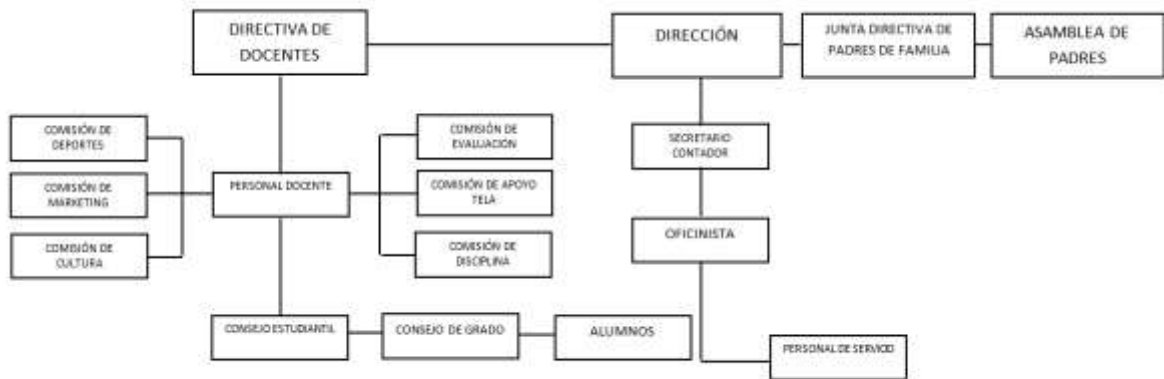 DIRECTIVA DE
DOCENTES
DIRECCIÓN
JUNTA DIRECTIVA DE
PADRES DE FAMILIA
ASAMBLEA DE
PADRES
COMISIÓN DE
DEPORTES
COMISIÓN DE
EVALUACIÓN
SECRETARIO
CONTADOR
COMISIÓN DE
MARKETING
PERSONAL DOCENTE
COMISIÓN DE APOYO
TELA
COMISIÓN DE
CULTURA
COMISIÓN DE
DISCIPLINA
OFICINISTA
CONSEJO ESTUDIANTIL
CONSEJO DE GRADO
ALUMNOS
PERSONAL DE SERVICIO